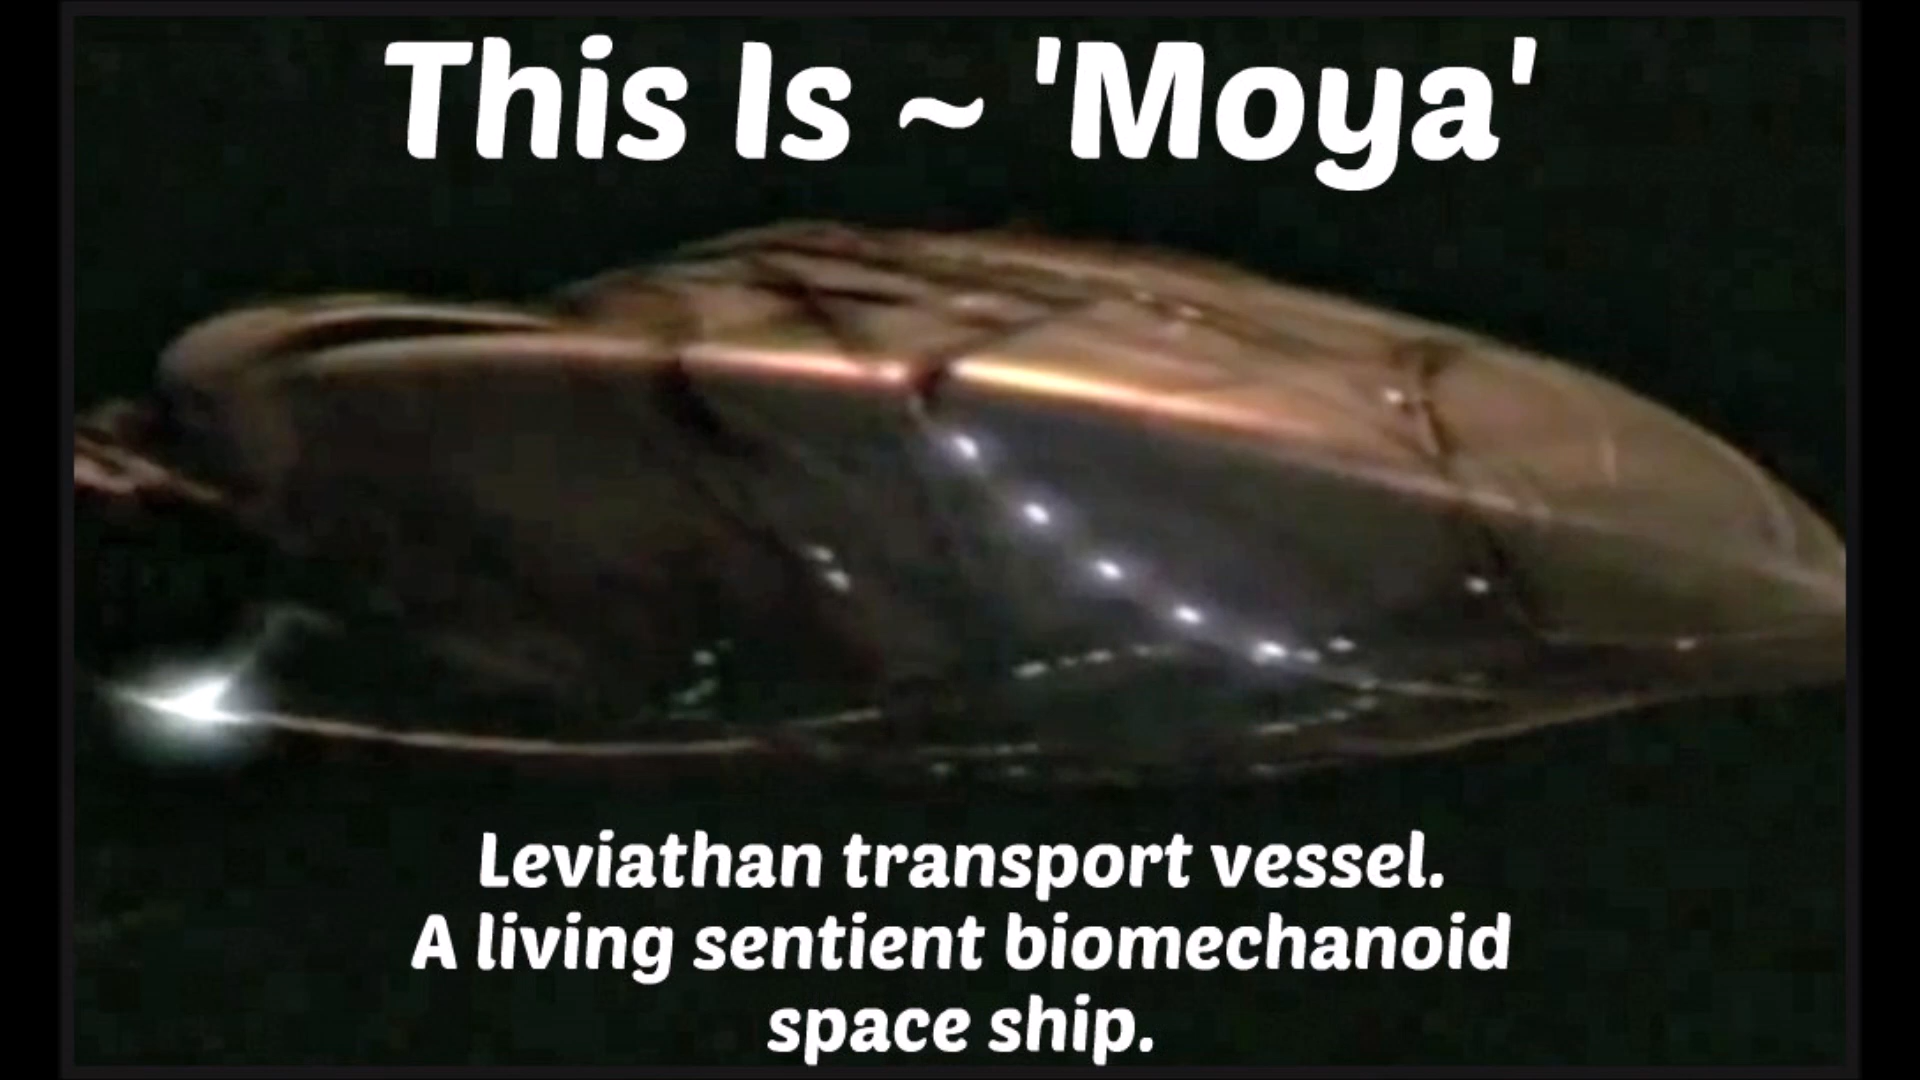 This Is ~ 'Moya'
Leviathan transport vessel.
A living sentient biomechanoid
space ship.